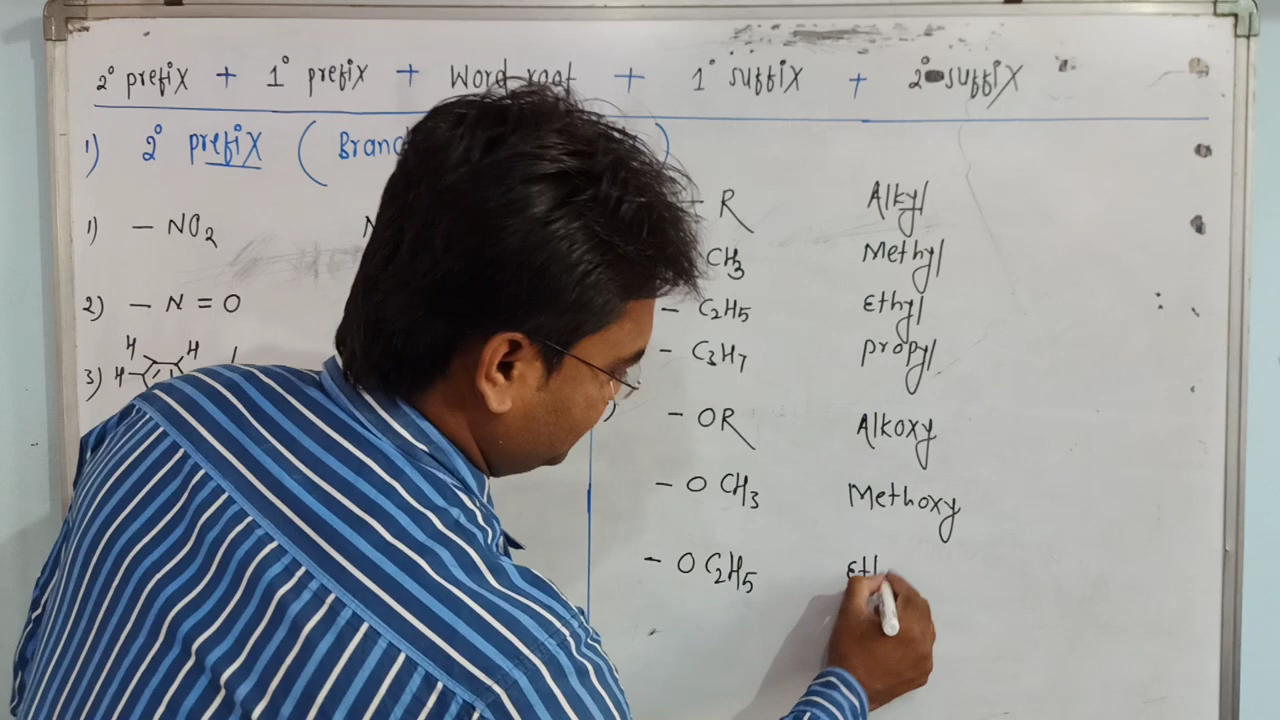 2° prefix + 1° prefix + Word root + 1° suffix + 2° suffix
1) 2° prefix (
1) - NO2
2) - N = O
3) H H H
- R Alkyl
CH3 Methyl
- C2H5 Ethyl
- C3H7 propyl
) - OR Alkoxy
- O CH3 Methoxy
- O C2H5 Eth